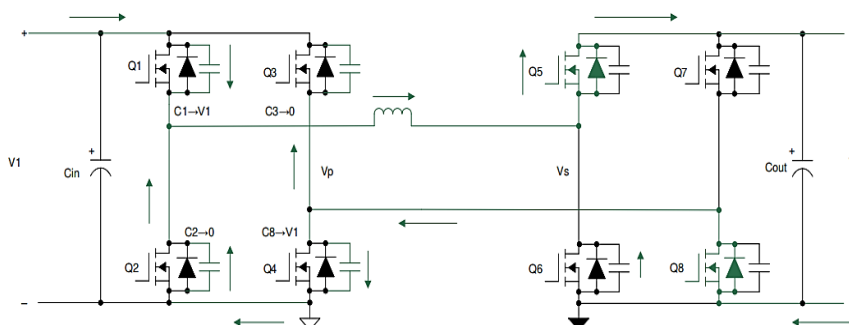 +
Q1
Q3
Q5
Q7
C1→V1
C3→0
V1
+
Cin
Vp
Vs
+
Cout
C2→0
C8→V1
Q2
Q4
Q6
Q8
−